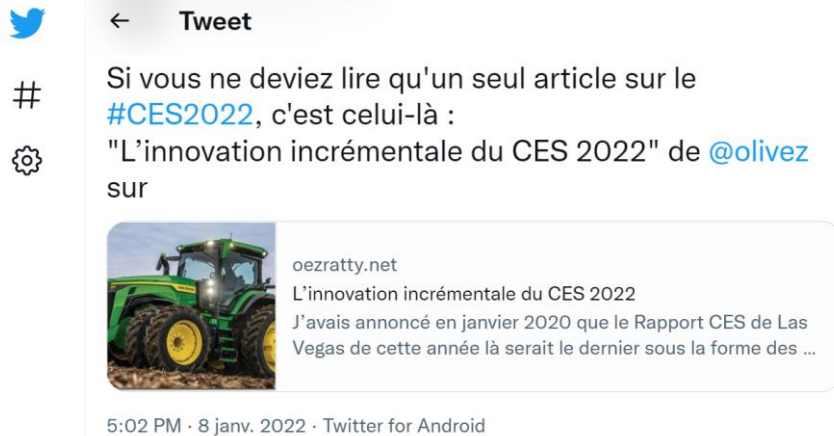 Tweet
Si vous ne deviez lire qu'un seul article sur le
#CES2022, c'est celui-là :
"L’innovation incrémentale du CES 2022" de @olivez
sur
oezratty.net
L’innovation incrémentale du CES 2022
J’avais annoncé en janvier 2020 que le Rapport CES de Las
Vegas de cette année là serait le dernier sous la forme des ...
5:02 PM · 8 janv. 2022 · Twitter for Android